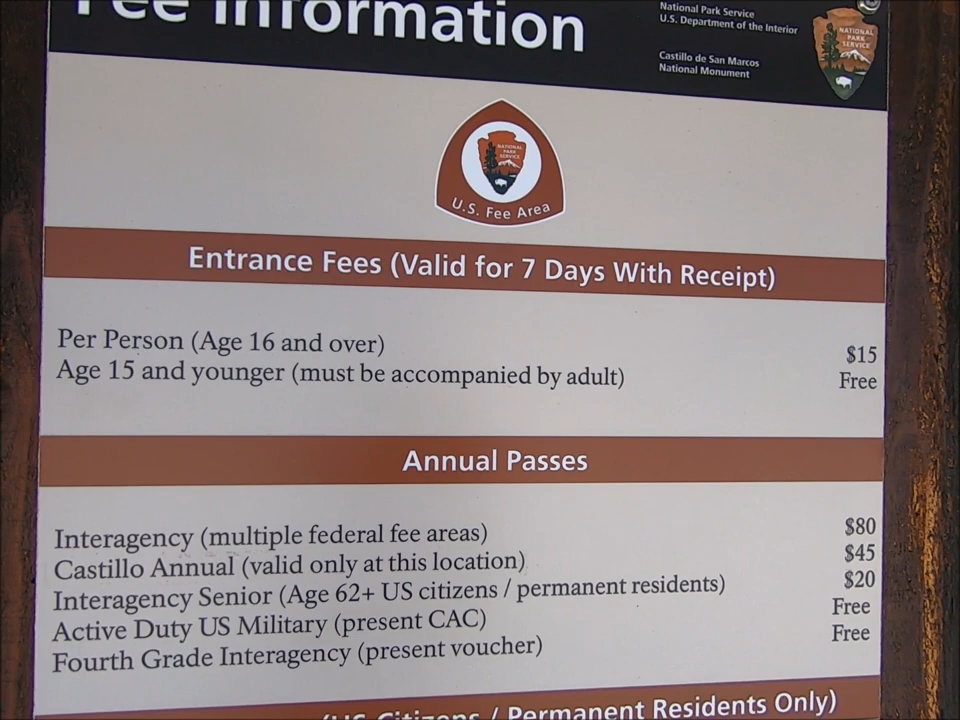 Fee Information
National Park Service
U.S. Department of the Interior
Castillo de San Marcos
National Monument
NATIONAL
PARK
SERVICE
NATIONAL
PARK
SERVICE
U.S. Fee Area
Entrance Fees (Valid for 7 Days With Receipt)
Per Person (Age 16 and over) $15
Age 15 and younger (must be accompanied by adult) Free
Annual Passes
Interagency (multiple federal fee areas) $80
Castillo Annual (valid only at this location) $45
Interagency Senior (Age 62+ US citizens / permanent residents) $20
Active Duty US Military (present CAC) Free
Fourth Grade Interagency (present voucher) Free
(US Citizens / Permanent Residents Only)